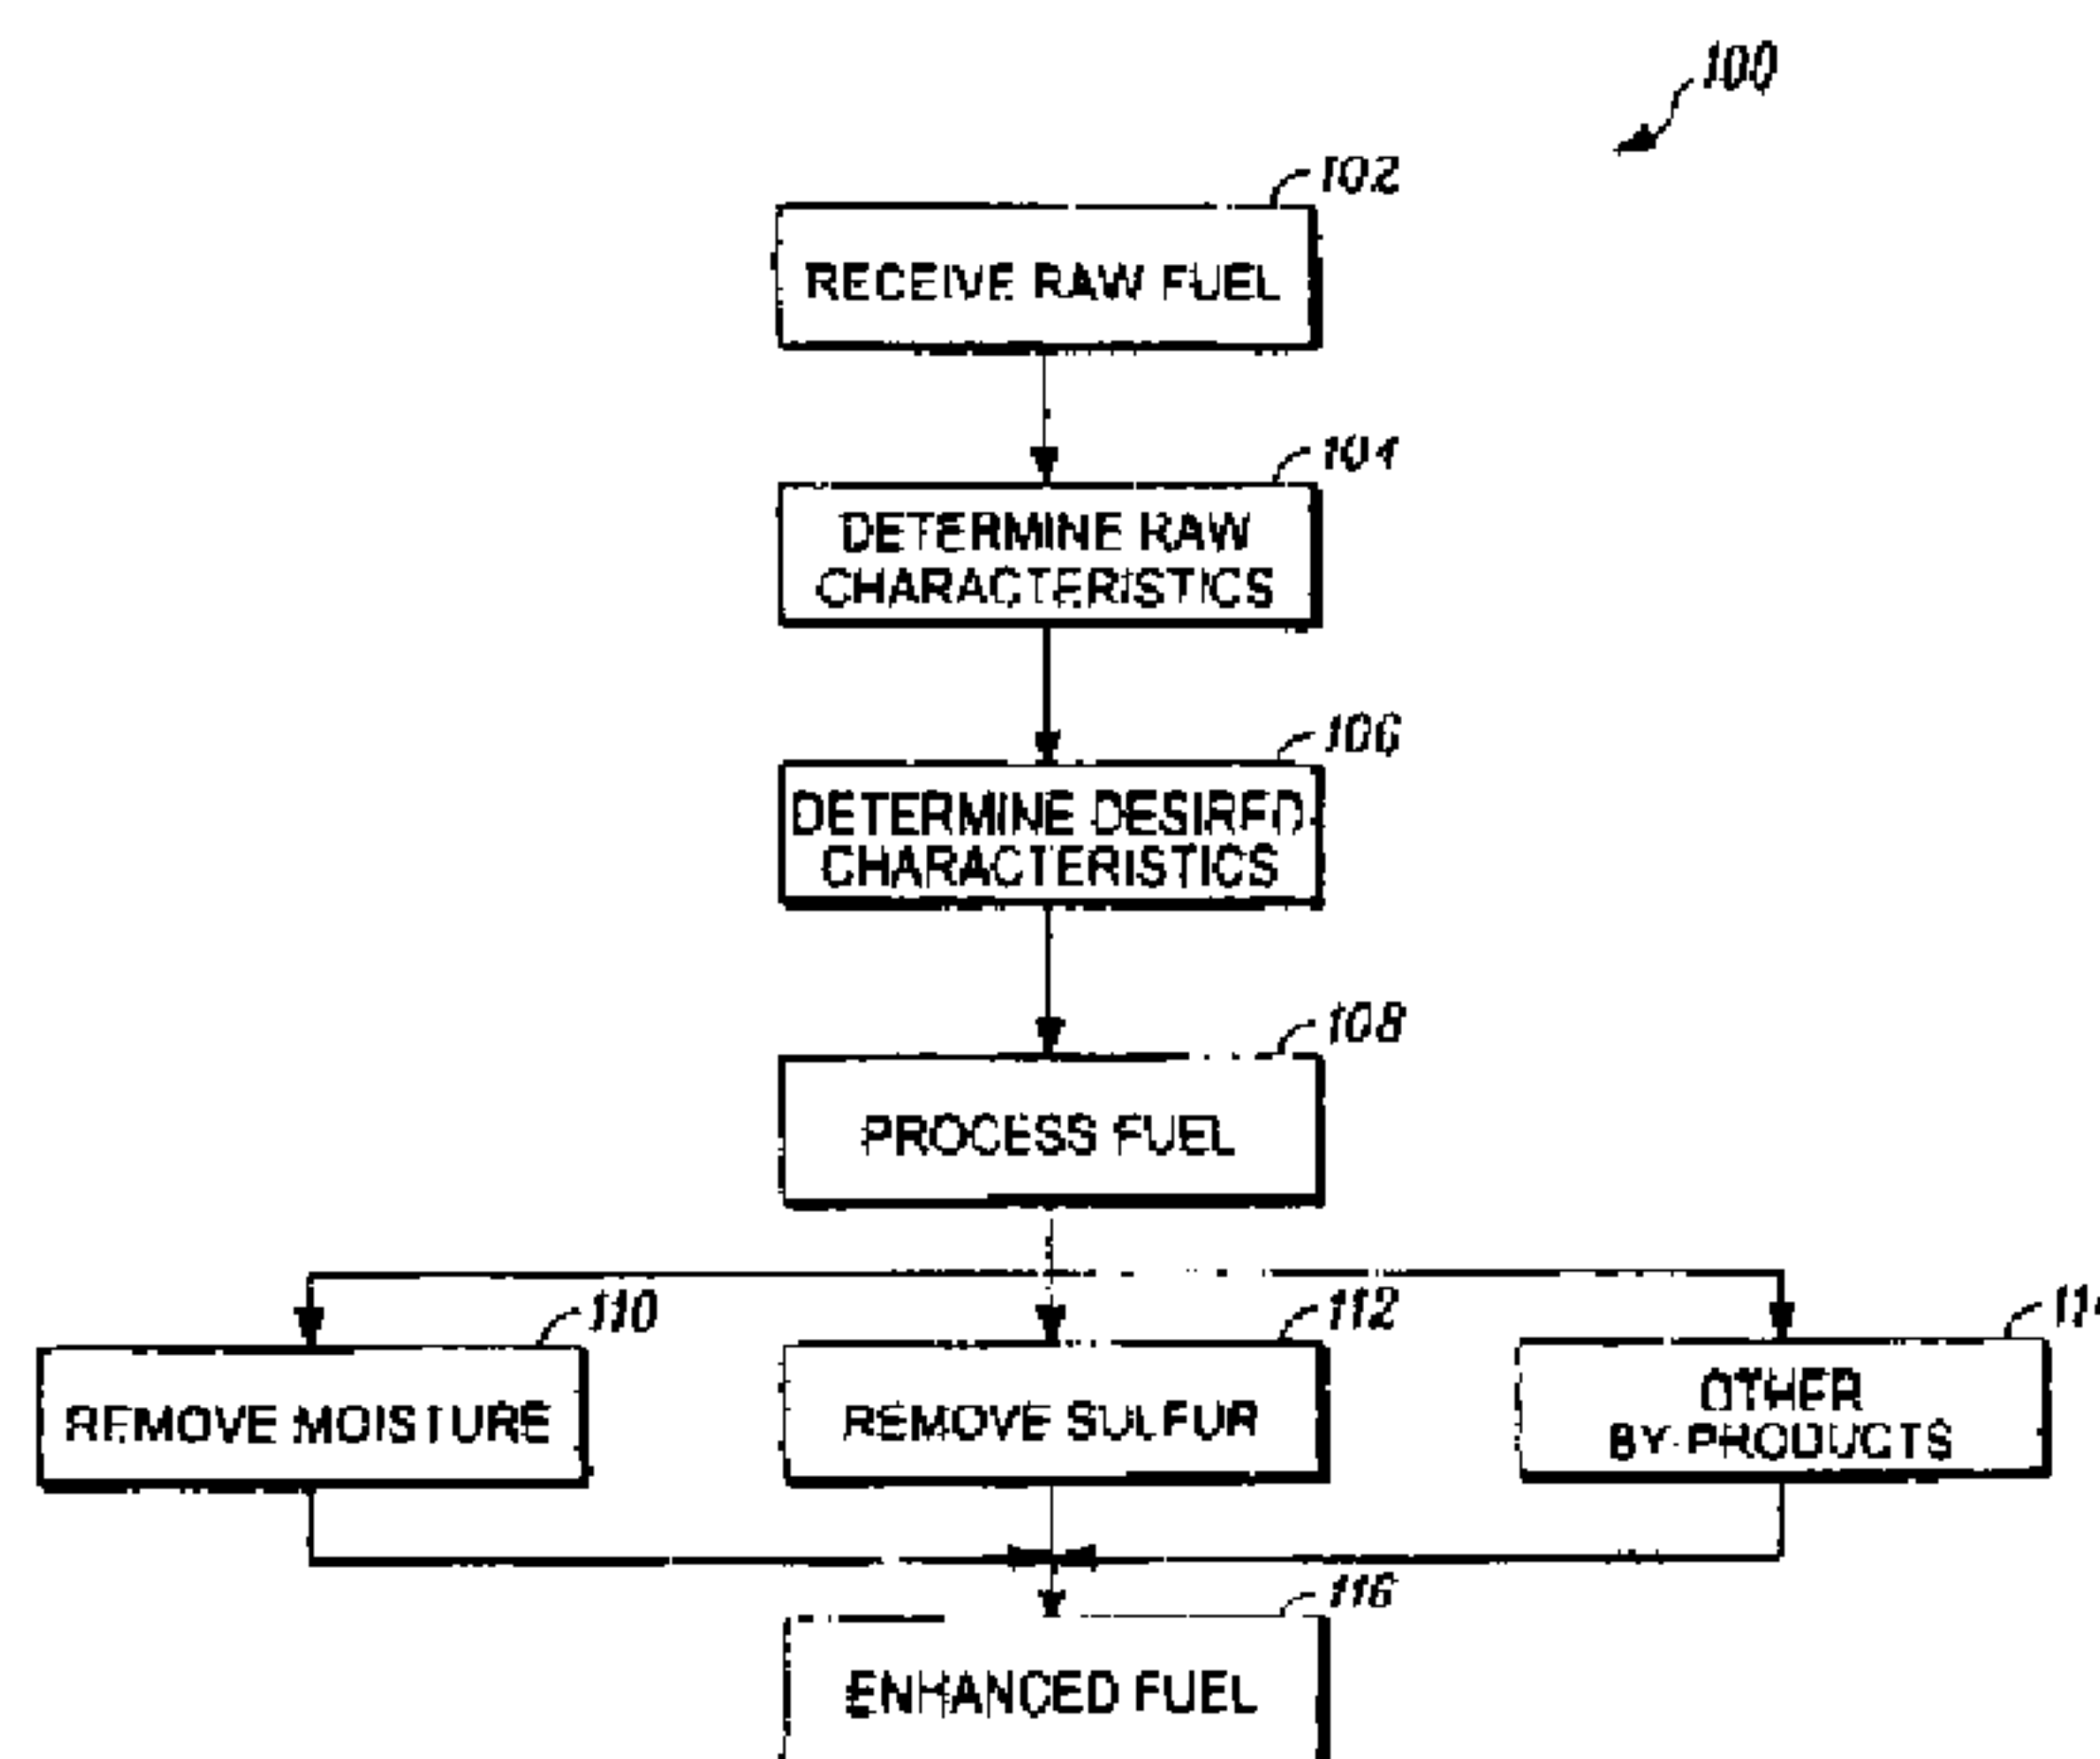 100
102
RECEIVE RAW FUEL
104
DETERMINE RAW
CHARACTERISTICS
106
DETERMINE DESIRED
CHARACTERISTICS
108
PROCESS FUEL
110
REMOVE MOISTURE
112
REMOVE SULFUR
OTHER
BY-PRODUCTS
116
ENHANCED FUEL